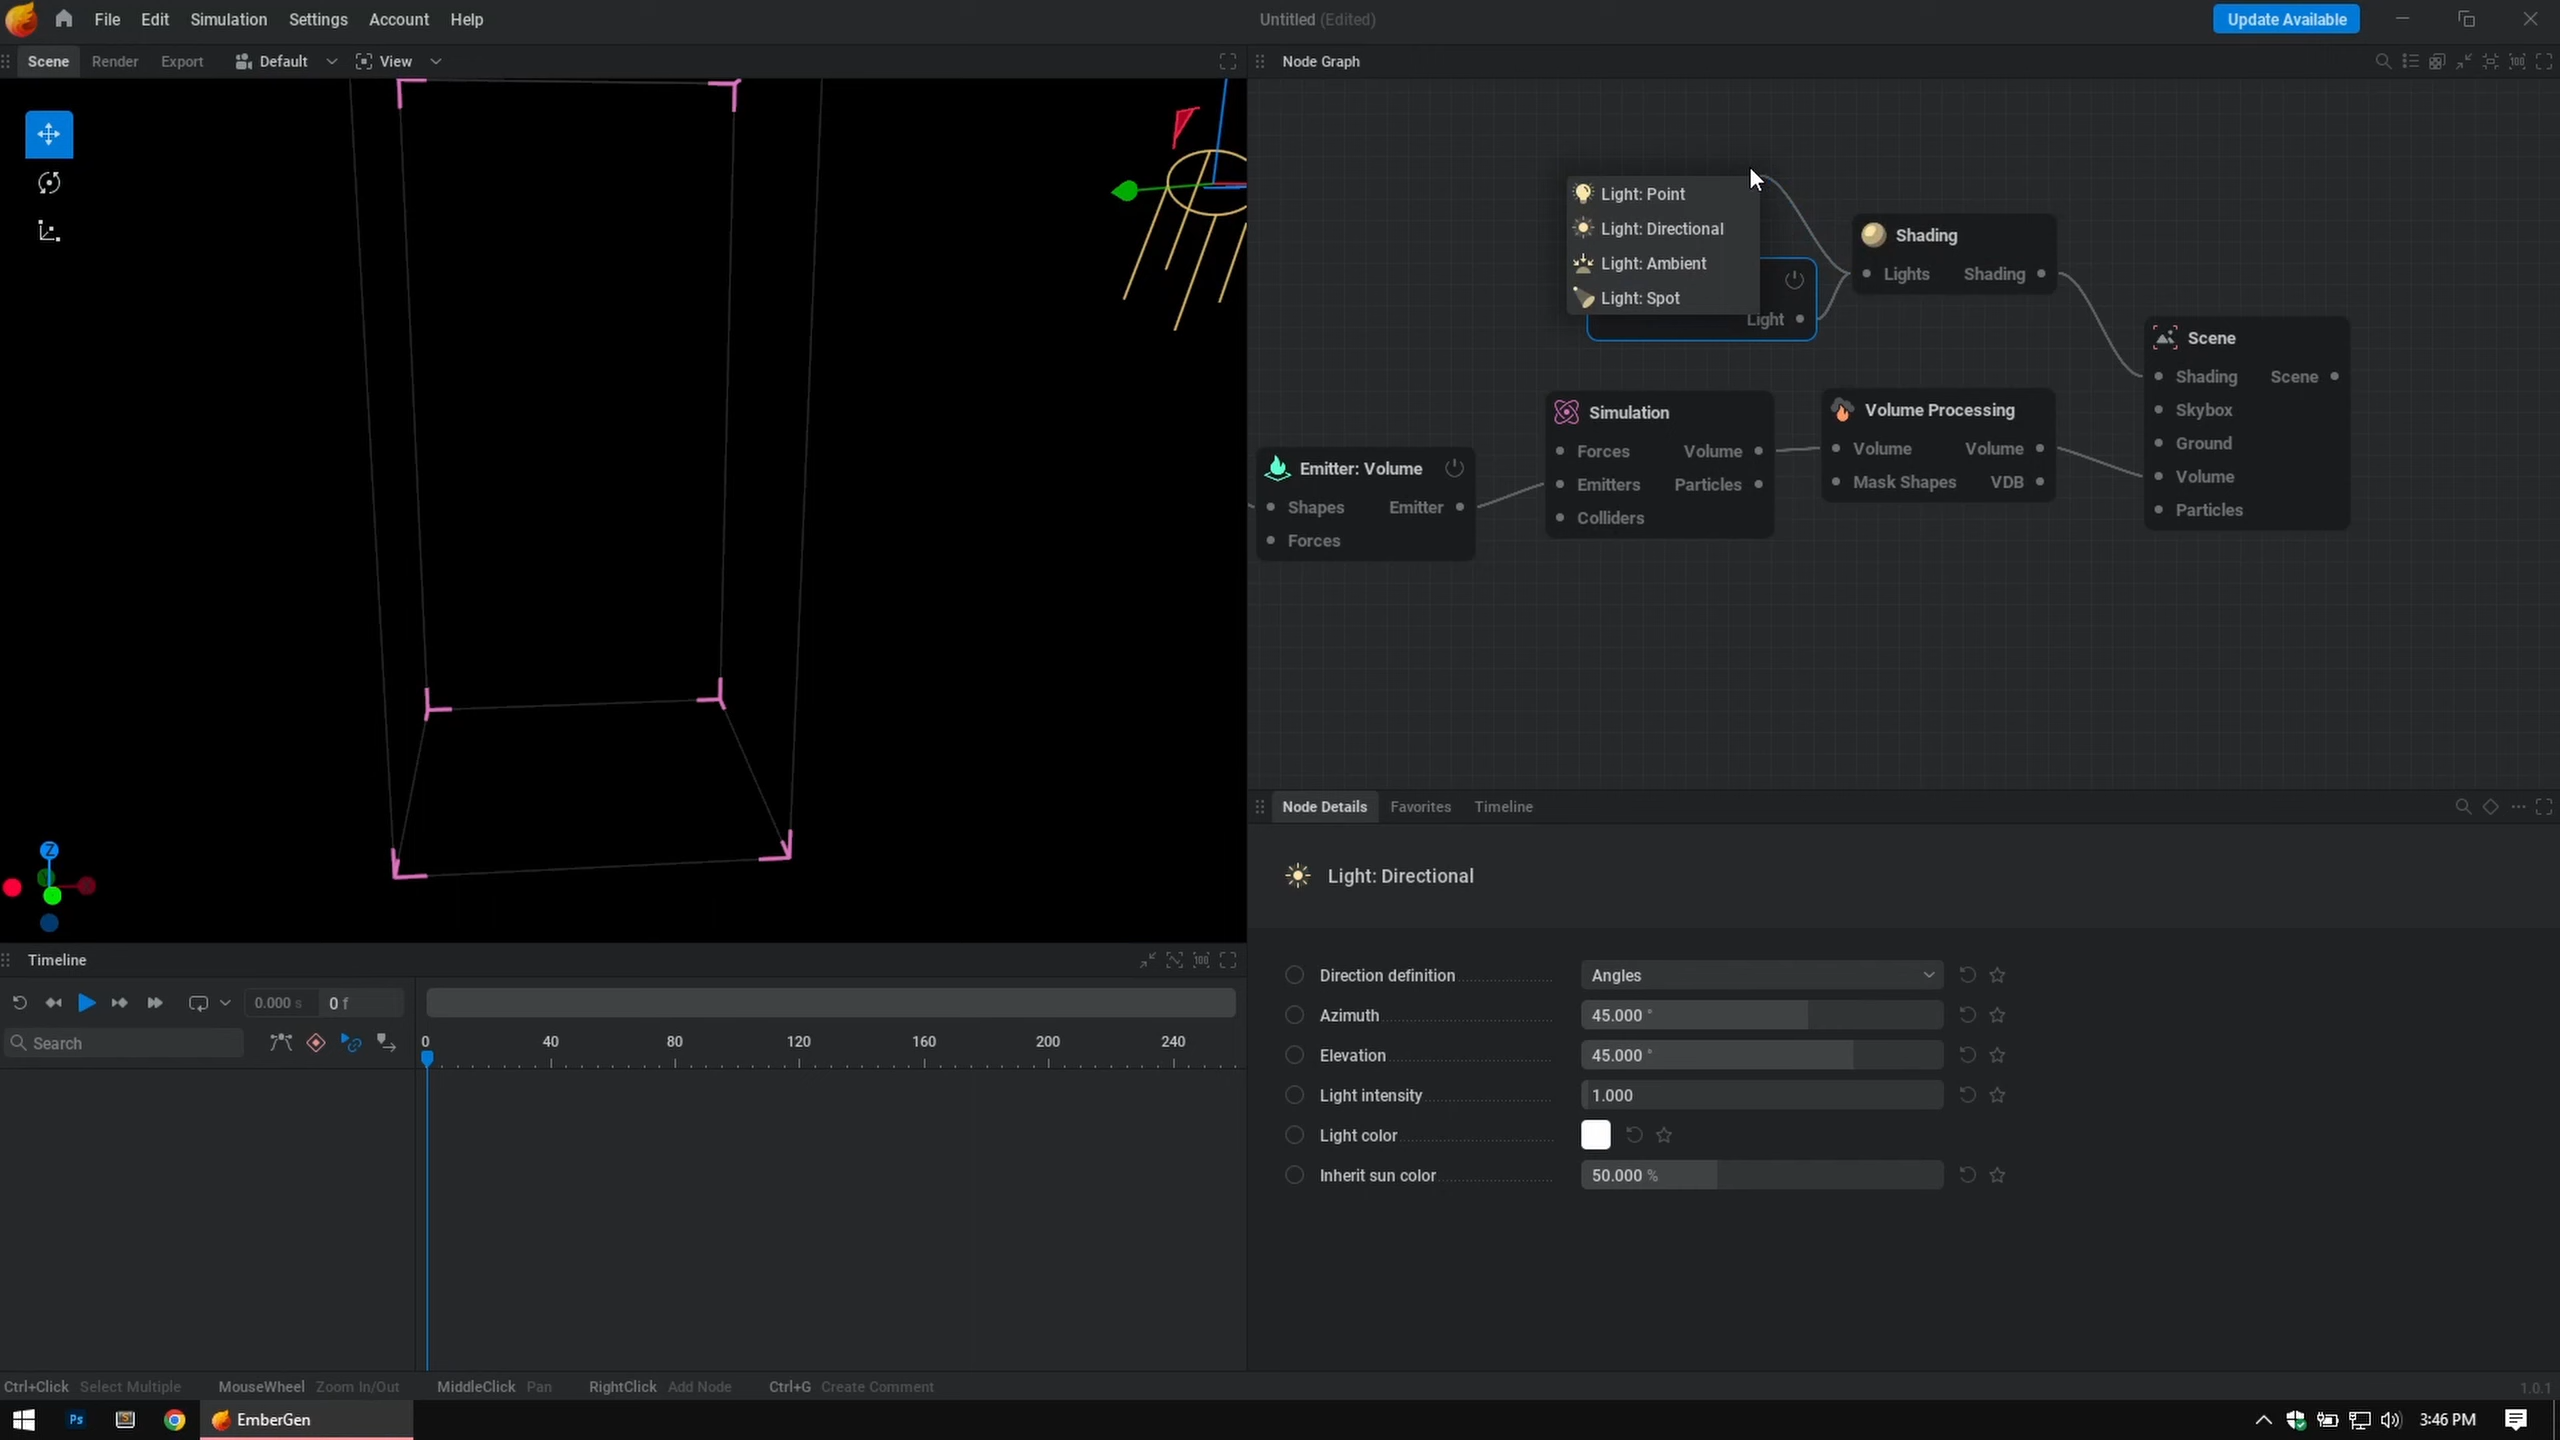 File Edit Simulation Settings Account Help
Untitled (Edited)
Update Available
Scene Render Export Default View
Node Graph
Light: Point
Light: Directional
Light: Ambient
Light: Spot
Light
Shading
Lights Shading
Scene
Shading Scene
Skybox
Ground
Volume
Particles
Simulation
Forces Volume
Emitters Particles
Colliders
Volume Processing
Volume Volume
Mask Shapes VDB
Emitter: Volume
Shapes Emitter
Forces
Node Details Favorites Timeline
Light: Directional
Direction definition Angles
Azimuth 45.000 °
Elevation 45.000 °
Light intensity 1.000
Light color
Inherit sun color 50.000 %
Z
Timeline
0.000 s 0 f
Search
0 40 80 120 160 200 240
Ctrl+Click Select Multiple MouseWheel Zoom In/Out MiddleClick Pan RightClick Add Node Ctrl+G Create Comment
1.0.1
Ps
EmberGen
3:46 PM